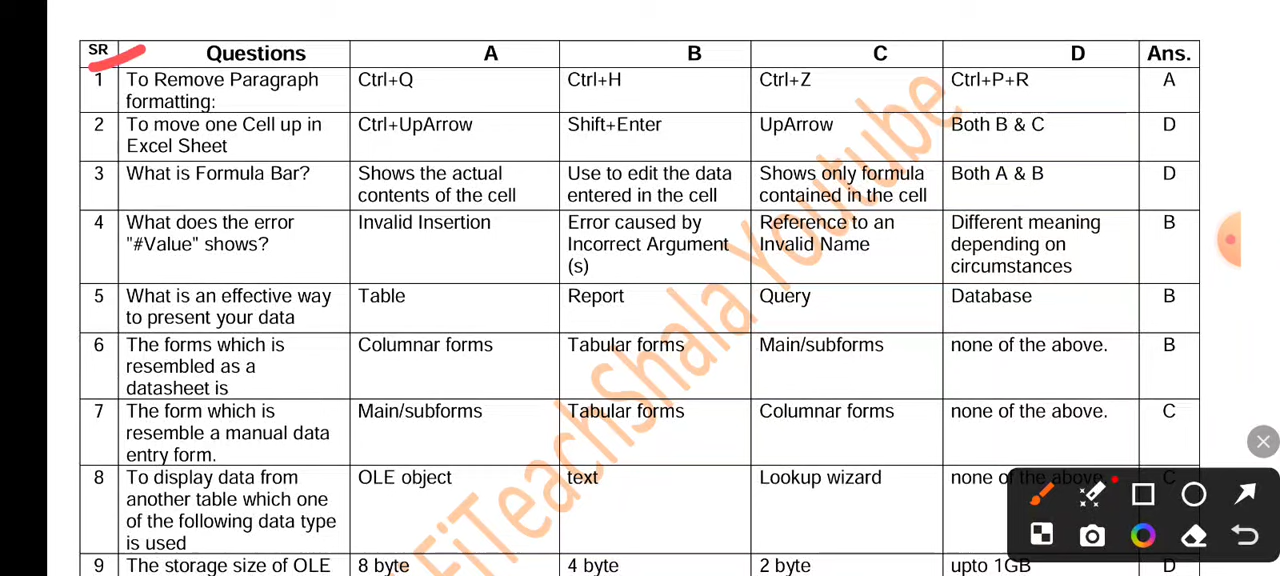 SR Questions A B C D Ans.
1 To Remove Paragraph Ctrl+Q Ctrl+H Ctrl+Z Ctrl+P+R A
formatting:
2 To move one Cell up in Ctrl+UpArrow Shift+Enter UpArrow Both B & C D
Excel Sheet
3 What is Formula Bar? Shows the actual Use to edit the data Shows only formula Both A & B D
contents of the cell entered in the cell contained in the cell
4 What does the error Invalid Insertion Error caused by Reference to an Different meaning B
"#Value" shows? Incorrect Argument Invalid Name depending on
(s) circumstances
5 What is an effective way Table Report Query Database B
to present your data
6 The forms which is Columnar forms Tabular forms Main/subforms none of the above. B
resembled as a
datasheet is
7 The form which is Main/subforms Tabular forms Columnar forms none of the above. C
resemble a manual data
entry form.
8 To display data from OLE object text Lookup wizard none of the above. C
another table which one
of the following data type
is used
9 The storage size of OLE 8 byte 4 byte 2 byte upto 1GB D
FiTeachShala Youtube